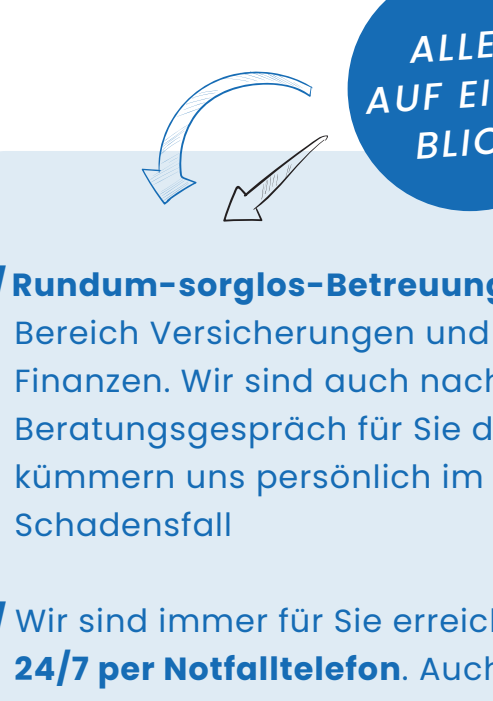 ALLE
AUF EI
BLIC
Rundum-sorglos-Betreuung
Bereich Versicherungen und
Finanzen. Wir sind auch nach
Beratungsgespräch für Sie d
kümmern uns persönlich im
Schadensfall
Wir sind immer für Sie erreich
24/7 per Notfalltelefon. Auch